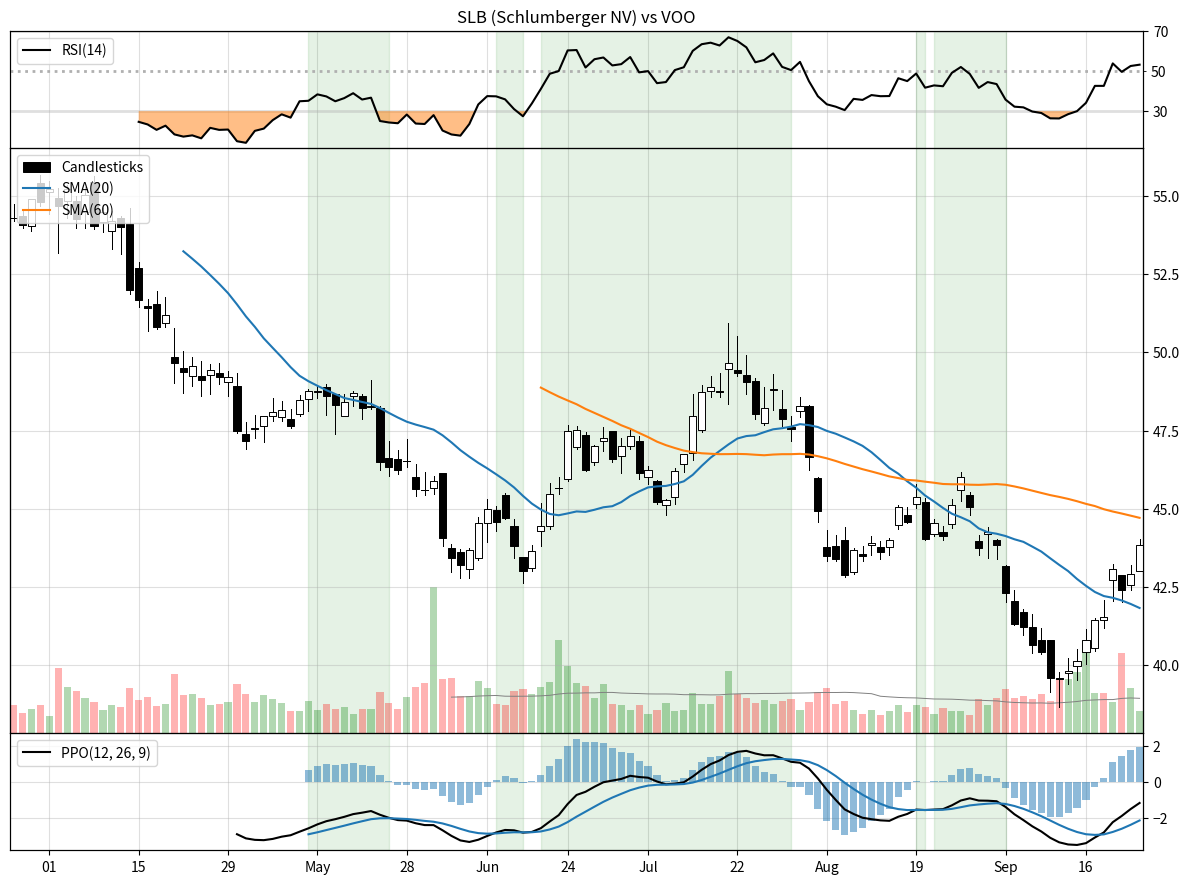 SLB (Schlumberger NV) vs VOO
RSI(14)
70
50
30
Candlesticks
SMA(20)
SMA(60)
55.0
52.5
50.0
47.5
45.0
42.5
40.0
PPO(12, 26, 9)
2
0
−2
01 15 29 May 28 Jun 24 Jul 22 Aug 19 Sep 16